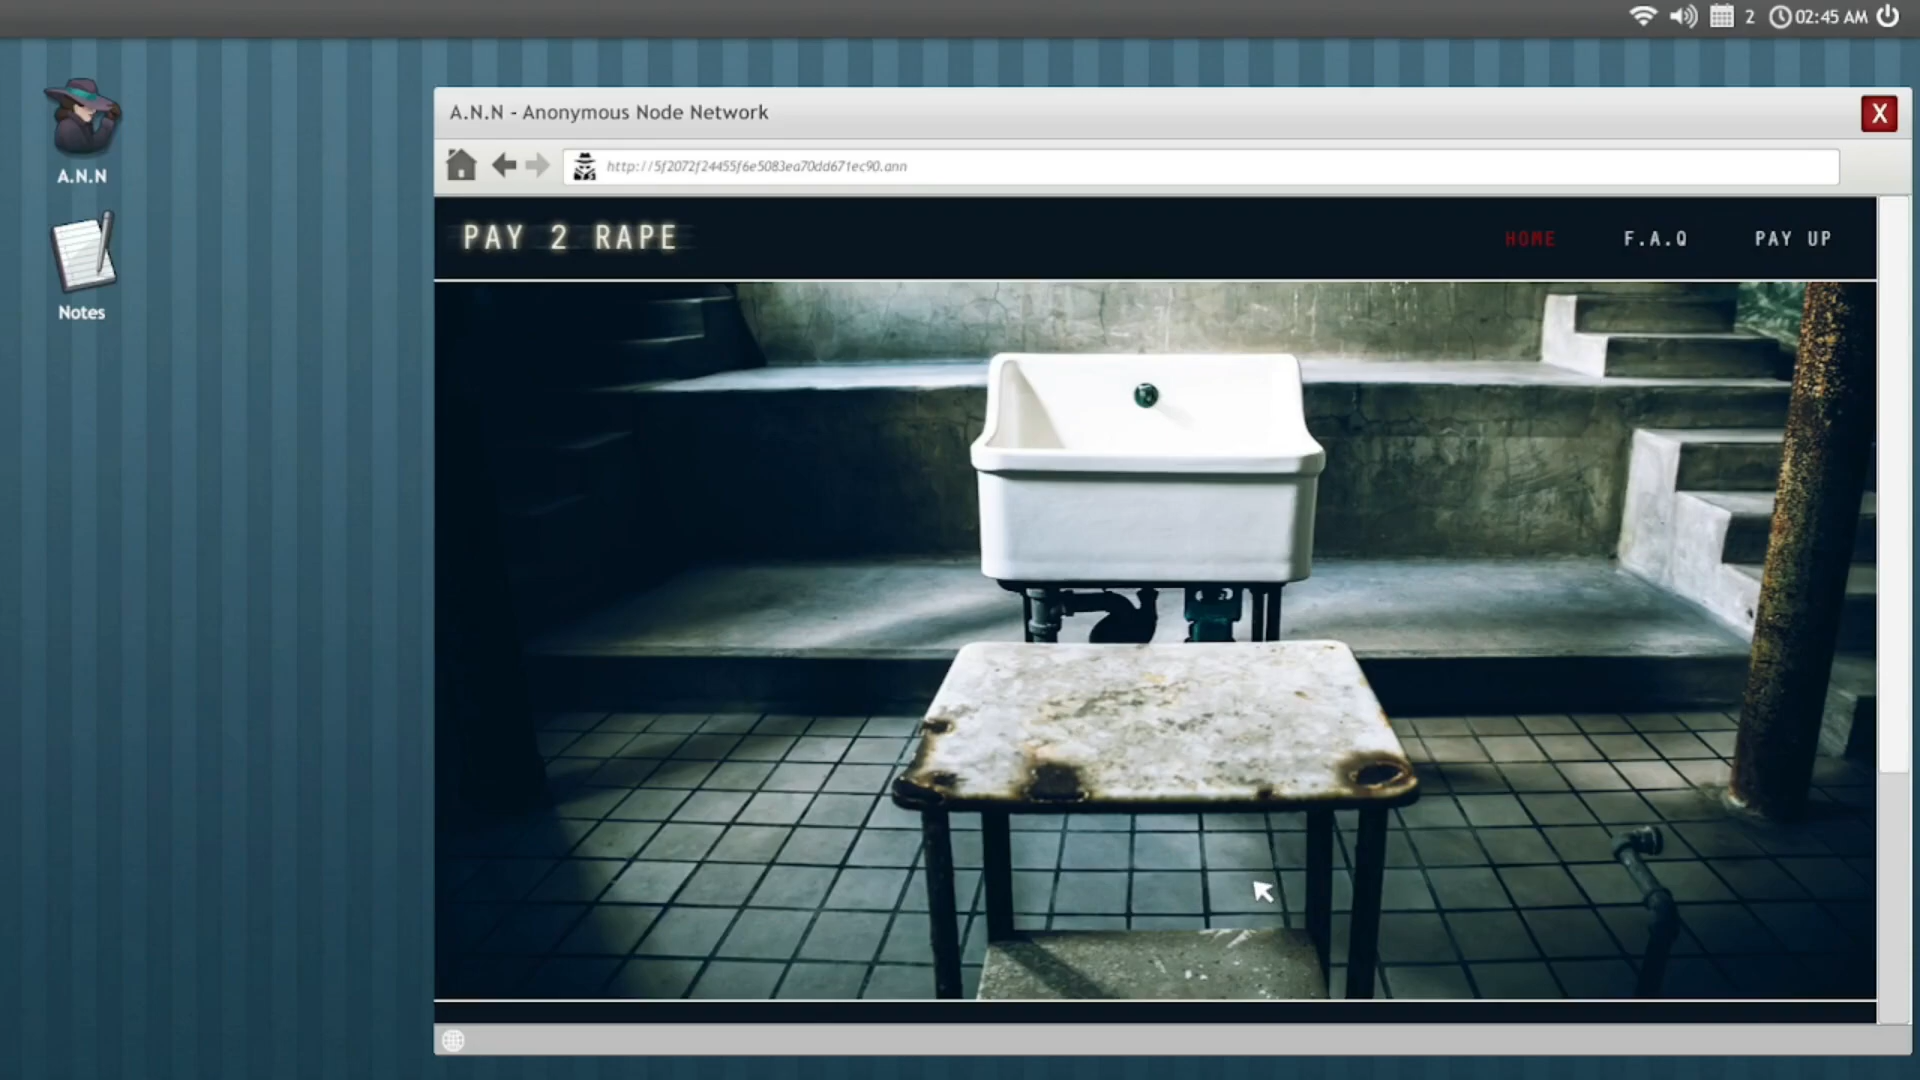 2 02:45 AM
A.N.N - Anonymous Node Network
X
A.N.N
http://5f2072f24455f6e5083ea70dd671ec90.ann
PAY 2 RAPE HOME F.A.Q PAY UP
Notes